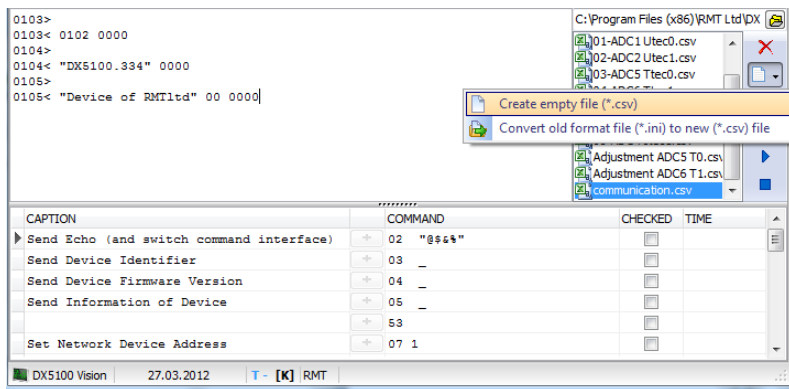 0103>
0103< 0102 0000
0104>
0104< "DX5100.334" 0000
0105>
0105< "Device of RMTltd" 00 0000
C:\Program Files (x86)\RMT Ltd\DX
01-ADC1 Utec0.csv
02-ADC2 Utec1.csv
03-ADC5 Ttec0.csv
Create empty file (*.csv)
Convert old format file (*.ini) to new (*.csv) file
Adjustment ADC5 T0.csv
Adjustment ADC6 T1.csv
communication.csv
CAPTION COMMAND CHECKED TIME
Send Echo (and switch command interface) + 02 "@$&%"
Send Device Identifier + 03 _
Send Device Firmware Version + 04 _
Send Information of Device + 05 _
+ 53
Set Network Device Address + 07 1
DX5100 Vision 27.03.2012 T - [K] RMT